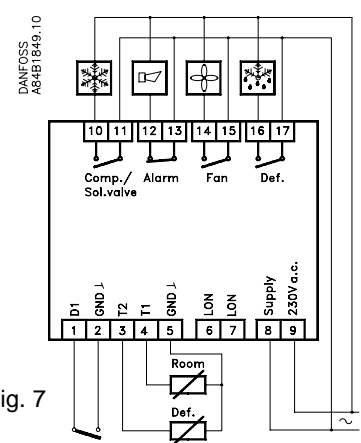 DANFOSS
A84B1849.10
10 11 12 13 14 15 16 17
Comp./ Alarm Fan Def.
Sol.valve
D1 GND ⊥ T2 T1 GND ⊥ LON LON Supply 230V a.c.
1 2 3 4 5 6 7 8 9
Room
Def.
ig. 7
~